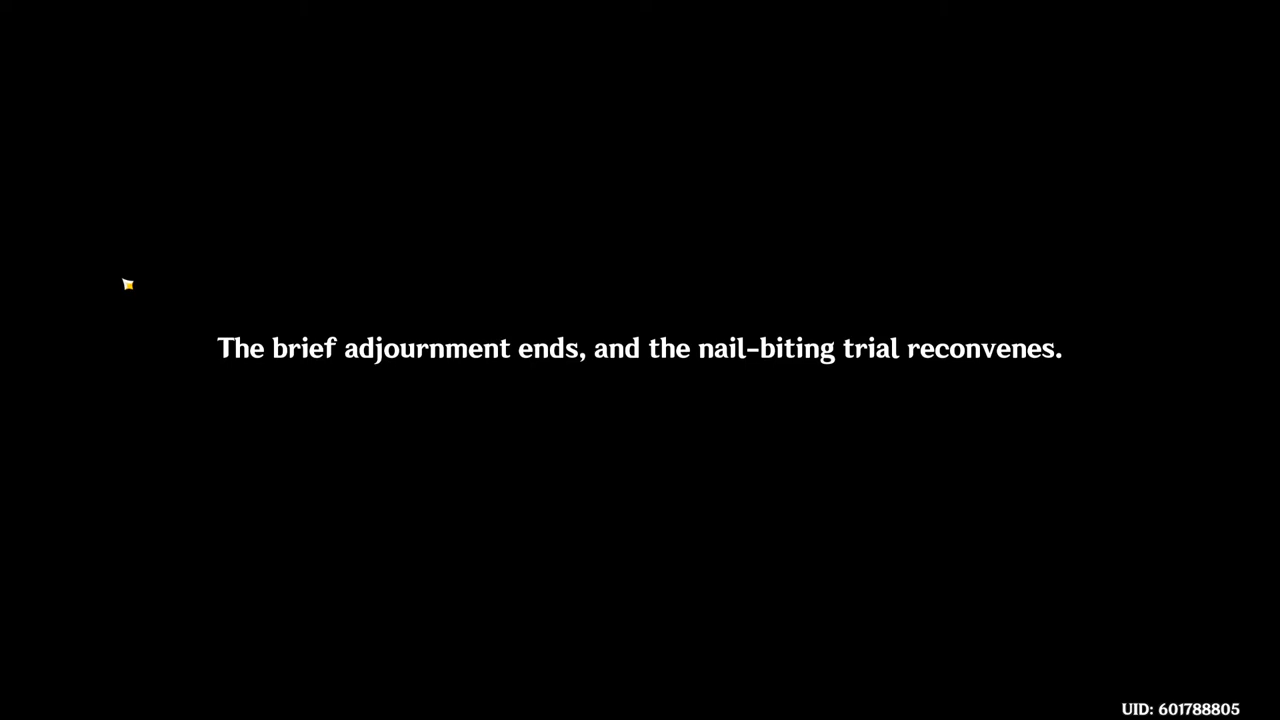 The brief adjournment ends, and the nail-biting trial reconvenes.
UID: 601788805